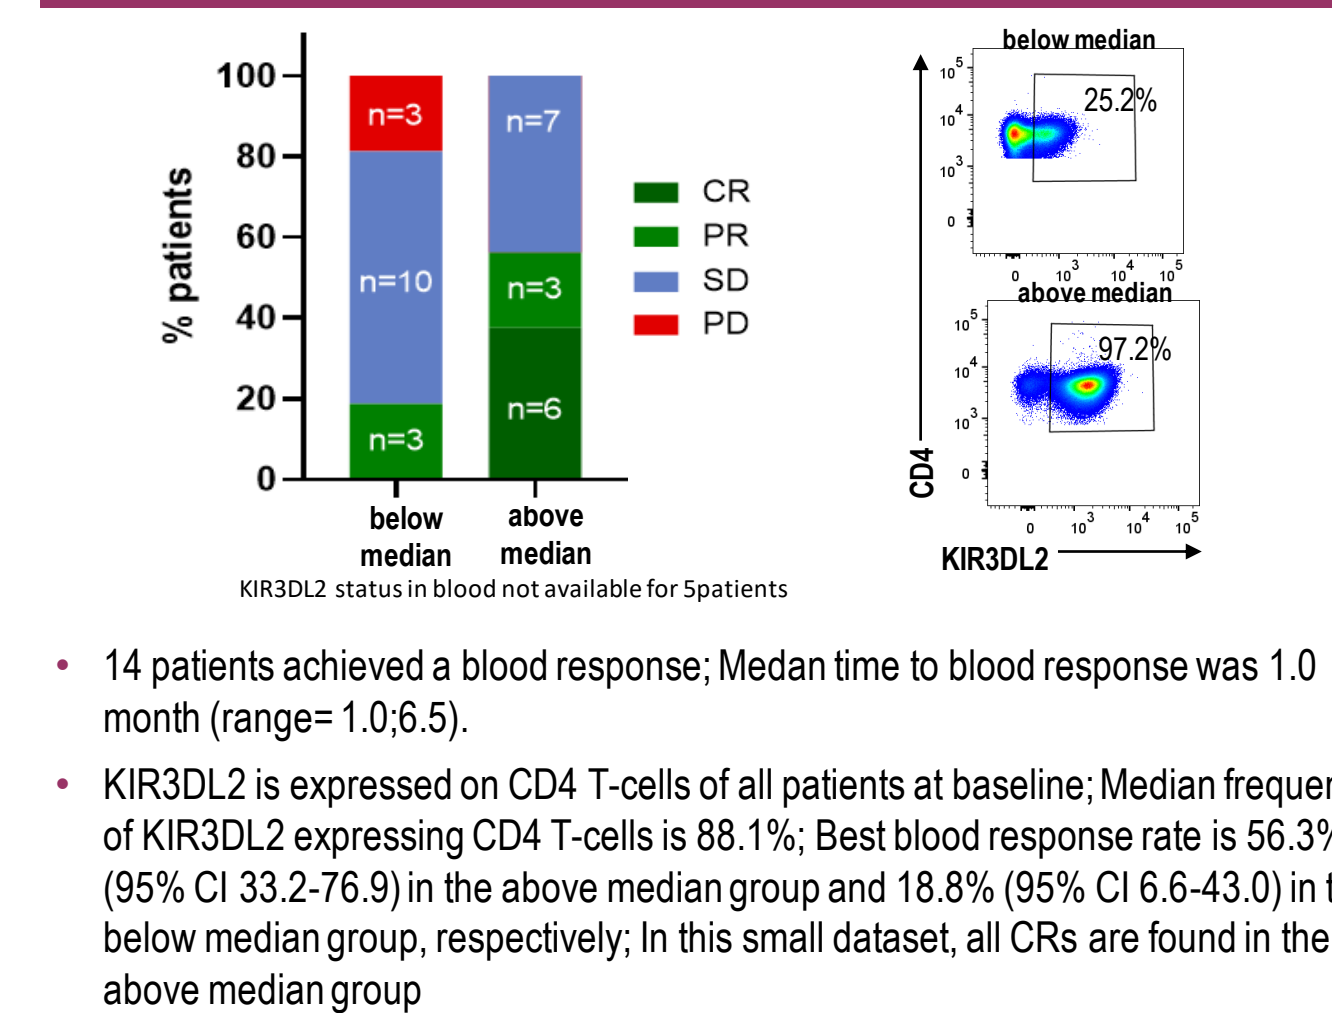 100
80
60
40
20
0
% patients
n=3
n=10
n=3
n=7
n=3
n=6
below
median
above
median
CR
PR
SD
PD
KIR3DL2 status in blood not available for 5patients
below median
25.2%
10^5
10^4
10^3
0
0 10^3 10^4 10^5
above median
97.2%
10^5
10^4
10^3
0
0 10^3 10^4 10^5
CD4
KIR3DL2
• 14 patients achieved a blood response; Medan time to blood response was 1.0
month (range= 1.0;6.5).
• KIR3DL2 is expressed on CD4 T-cells of all patients at baseline; Median frequen
of KIR3DL2 expressing CD4 T-cells is 88.1%; Best blood response rate is 56.3%
(95% CI 33.2-76.9) in the above median group and 18.8% (95% CI 6.6-43.0) in t
below median group, respectively; In this small dataset, all CRs are found in the
above median group